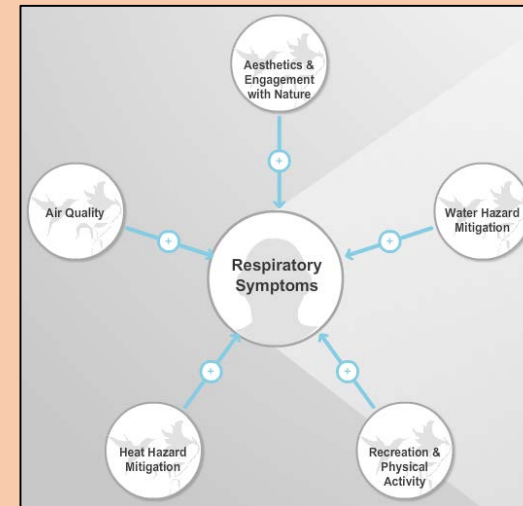 Aesthetics &
Engagement
with Nature
+
Air Quality
+
Water Hazard
Mitigation
+
Respiratory
Symptoms
+
+
Heat Hazard
Mitigation
Recreation &
Physical
Activity